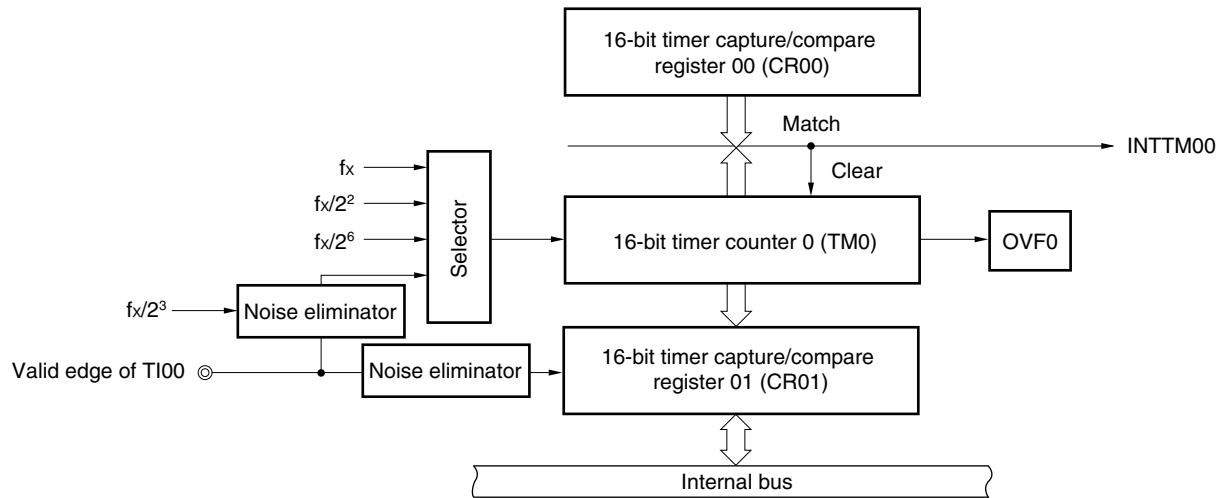 16-bit timer capture/compare
register 00 (CR00)
Match
INTTM00
fx
Clear
fx/2²
fx/2⁶
Selector
16-bit timer counter 0 (TM0)
OVF0
fx/2³
Noise eliminator
Valid edge of TI00
Noise eliminator
16-bit timer capture/compare
register 01 (CR01)
Internal bus